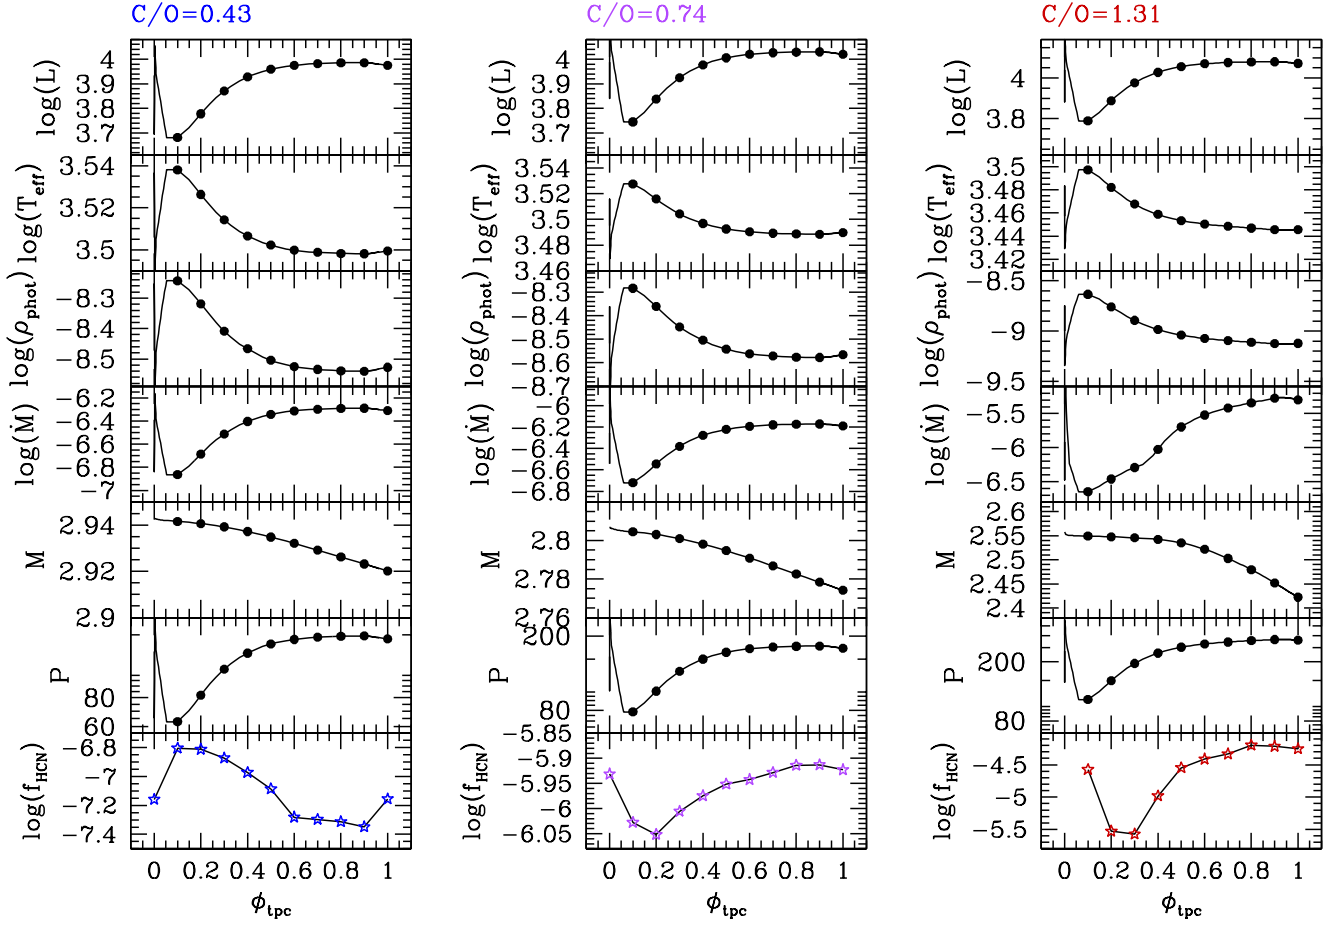 C/O=0.43
log(L)
4
3.9
3.8
3.7
log(T_eff)
3.54
3.52
3.5
log(ρ_phot)
−8.3
−8.4
−8.5
log(Ṁ)
−6.2
−6.4
−6.6
−6.8
−7
M
2.94
2.92
2.9
P
80
60
log(f_HCN)
−6.8
−7
−7.2
−7.4
0 0.2 0.4 0.6 0.8 1
ϕ_tpc
C/O=0.74
log(L)
4
3.9
3.8
3.7
log(T_eff)
3.54
3.52
3.5
3.48
3.46
log(ρ_phot)
−8.3
−8.4
−8.5
−8.6
−8.7
log(Ṁ)
−6
−6.2
−6.4
−6.6
−6.8
M
2.8
2.78
2.76
P
200
80
log(f_HCN)
−5.85
−5.9
−5.95
−6
−6.05
0 0.2 0.4 0.6 0.8 1
ϕ_tpc
C/O=1.31
log(L)
4
3.8
log(T_eff)
3.5
3.48
3.46
3.44
3.42
log(ρ_phot)
−8.5
−9
−9.5
log(Ṁ)
−5.5
−6
−6.5
M
2.6
2.55
2.5
2.45
2.4
P
200
80
log(f_HCN)
−4.5
−5
−5.5
0 0.2 0.4 0.6 0.8 1
ϕ_tpc